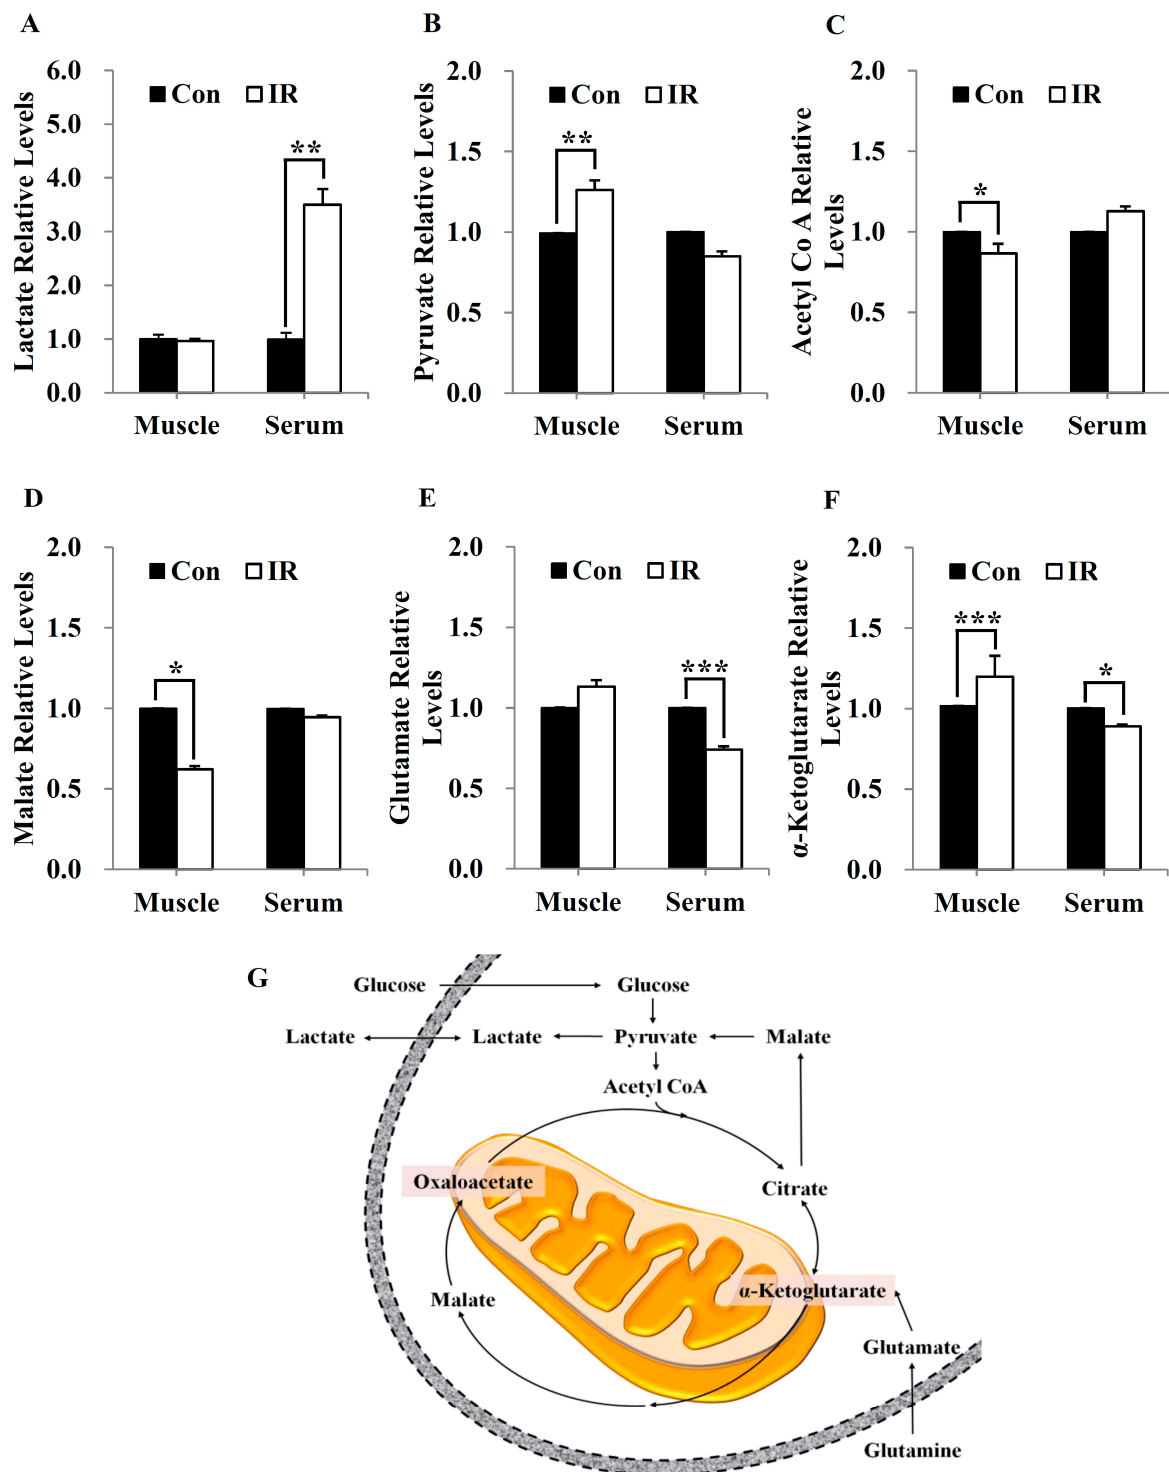 A
Lactate Relative Levels
6.0
5.0
4.0
3.0
2.0
1.0
0.0
Con IR
**
Muscle Serum
B
Pyruvate Relative Levels
2.0
1.5
1.0
0.5
0.0
Con IR
**
Muscle Serum
C
Acetyl Co A Relative
Levels
2.0
1.5
1.0
0.5
0.0
Con IR
*
Muscle Serum
D
Malate Relative Levels
2.0
1.5
1.0
0.5
0.0
Con IR
*
Muscle Serum
E
Glutamate Relative
Levels
2.0
1.5
1.0
0.5
0.0
Con IR
***
Muscle Serum
F
α-Ketoglutarate Relative
Levels
2.0
1.5
1.0
0.5
0.0
Con IR
***
*
Muscle Serum
G
Glucose Glucose
Lactate Lactate Pyruvate Malate
Acetyl CoA
Oxaloacetate
Citrate
α-Ketoglutarate
Malate
Glutamate
Glutamine